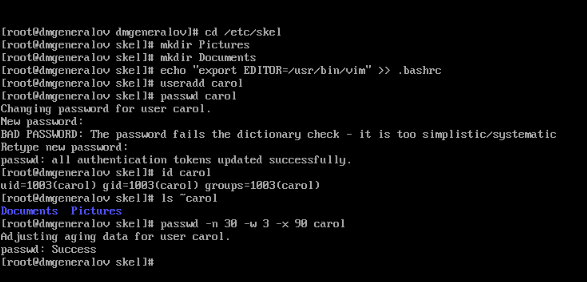 [root@dmgeneralov dmgeneralov]# cd /etc/skel
[root@dmgeneralov skel]# mkdir Pictures
[root@dmgeneralov skel]# mkdir Documents
[root@dmgeneralov skel]# echo "export EDITOR=/usr/bin/vim" >> .bashrc
[root@dmgeneralov skel]# useradd carol
[root@dmgeneralov skel]# passwd carol
Changing password for user carol.
New password:
BAD PASSWORD: The password fails the dictionary check - it is too simplistic/systematic
Retype new password:
passwd: all authentication tokens updated successfully.
[root@dmgeneralov skel]# id carol
uid=1003(carol) gid=1003(carol) groups=1003(carol)
[root@dmgeneralov skel]# ls ~carol
Documents  Pictures
[root@dmgeneralov skel]# passwd -n 30 -w 3 -x 90 carol
Adjusting aging data for user carol.
passwd: Success
[root@dmgeneralov skel]#